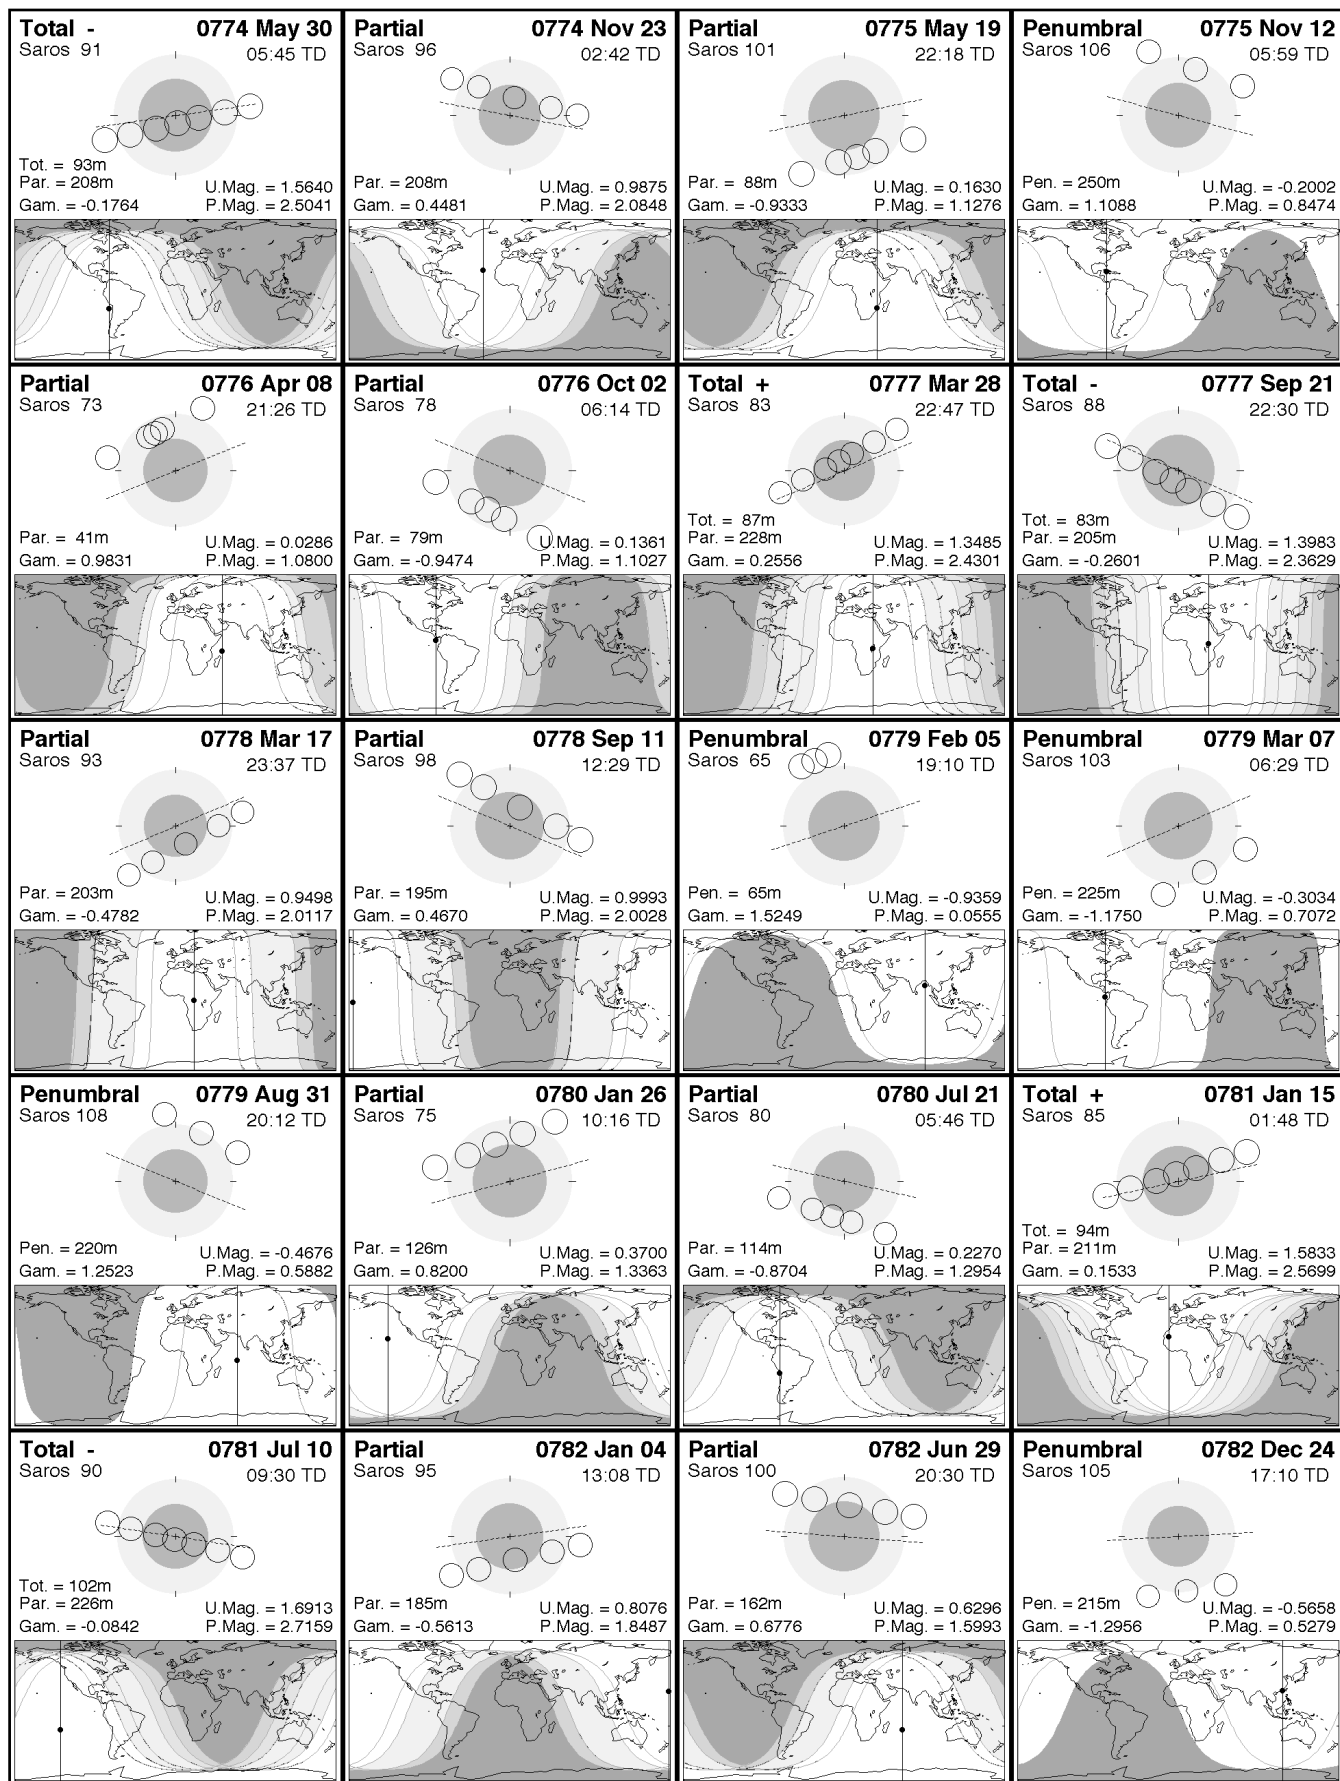 Total - 0774 May 30
Saros 91 05:45 TD
Tot. = 93m
Par. = 208m U.Mag. = 1.5640
Gam. = -0.1764 P.Mag. = 2.5041
Partial 0774 Nov 23
Saros 96 02:42 TD
Par. = 208m U.Mag. = 0.9875
Gam. = 0.4481 P.Mag. = 2.0848
Partial 0775 May 19
Saros 101 22:18 TD
Par. = 88m U.Mag. = 0.1630
Gam. = -0.9333 P.Mag. = 1.1276
Penumbral 0775 Nov 12
Saros 106 05:59 TD
Pen. = 250m U.Mag. = -0.2002
Gam. = 1.1088 P.Mag. = 0.8474
Partial 0776 Apr 08
Saros 73 21:26 TD
Par. = 41m U.Mag. = 0.0286
Gam. = 0.9831 P.Mag. = 1.0800
Partial 0776 Oct 02
Saros 78 06:14 TD
Par. = 79m U.Mag. = 0.1361
Gam. = -0.9474 P.Mag. = 1.1027
Total + 0777 Mar 28
Saros 83 22:47 TD
Tot. = 87m
Par. = 228m U.Mag. = 1.3485
Gam. = 0.2556 P.Mag. = 2.4301
Total - 0777 Sep 21
Saros 88 22:30 TD
Tot. = 83m
Par. = 205m U.Mag. = 1.3983
Gam. = -0.2601 P.Mag. = 2.3629
Partial 0778 Mar 17
Saros 93 23:37 TD
Par. = 203m U.Mag. = 0.9498
Gam. = -0.4782 P.Mag. = 2.0117
Partial 0778 Sep 11
Saros 98 12:29 TD
Par. = 195m U.Mag. = 0.9993
Gam. = 0.4670 P.Mag. = 2.0028
Penumbral 0779 Feb 05
Saros 65 19:10 TD
Pen. = 65m U.Mag. = -0.9359
Gam. = 1.5249 P.Mag. = 0.0555
Penumbral 0779 Mar 07
Saros 103 06:29 TD
Pen. = 225m U.Mag. = -0.3034
Gam. = -1.1750 P.Mag. = 0.7072
Penumbral 0779 Aug 31
Saros 108 20:12 TD
Pen. = 220m U.Mag. = -0.4676
Gam. = 1.2523 P.Mag. = 0.5882
Partial 0780 Jan 26
Saros 75 10:16 TD
Par. = 126m U.Mag. = 0.3700
Gam. = 0.8200 P.Mag. = 1.3363
Partial 0780 Jul 21
Saros 80 05:46 TD
Par. = 114m U.Mag. = 0.2270
Gam. = -0.8704 P.Mag. = 1.2954
Total + 0781 Jan 15
Saros 85 01:48 TD
Tot. = 94m
Par. = 211m U.Mag. = 1.5833
Gam. = 0.1533 P.Mag. = 2.5699
Total - 0781 Jul 10
Saros 90 09:30 TD
Tot. = 102m
Par. = 226m U.Mag. = 1.6913
Gam. = -0.0842 P.Mag. = 2.7159
Partial 0782 Jan 04
Saros 95 13:08 TD
Par. = 185m U.Mag. = 0.8076
Gam. = -0.5613 P.Mag. = 1.8487
Partial 0782 Jun 29
Saros 100 20:30 TD
Par. = 162m U.Mag. = 0.6296
Gam. = 0.6776 P.Mag. = 1.5993
Penumbral 0782 Dec 24
Saros 105 17:10 TD
Pen. = 215m U.Mag. = -0.5658
Gam. = -1.2956 P.Mag. = 0.5279